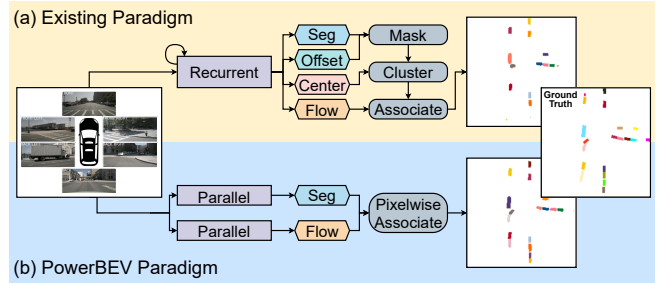 (a) Existing Paradigm
Recurrent
Seg
Offset
Center
Flow
Mask
Cluster
Associate
Ground
Truth
Parallel
Parallel
Seg
Flow
Pixelwise
Associate
(b) PowerBEV Paradigm